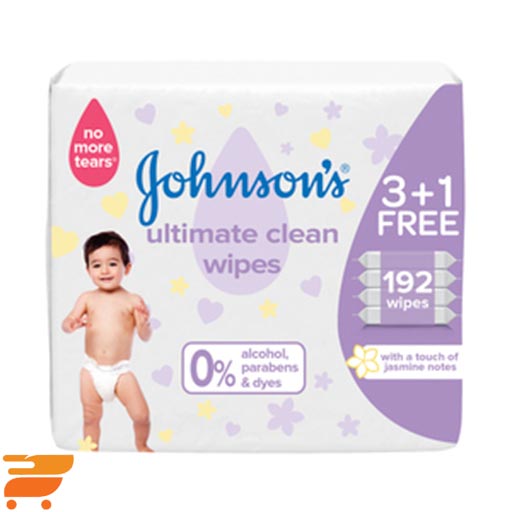 no
more
tears®
Johnson's®
ultimate clean
wipes
0%
alcohol,
parabens
& dyes
3+1
FREE
192
wipes
with a touch of
jasmine notes